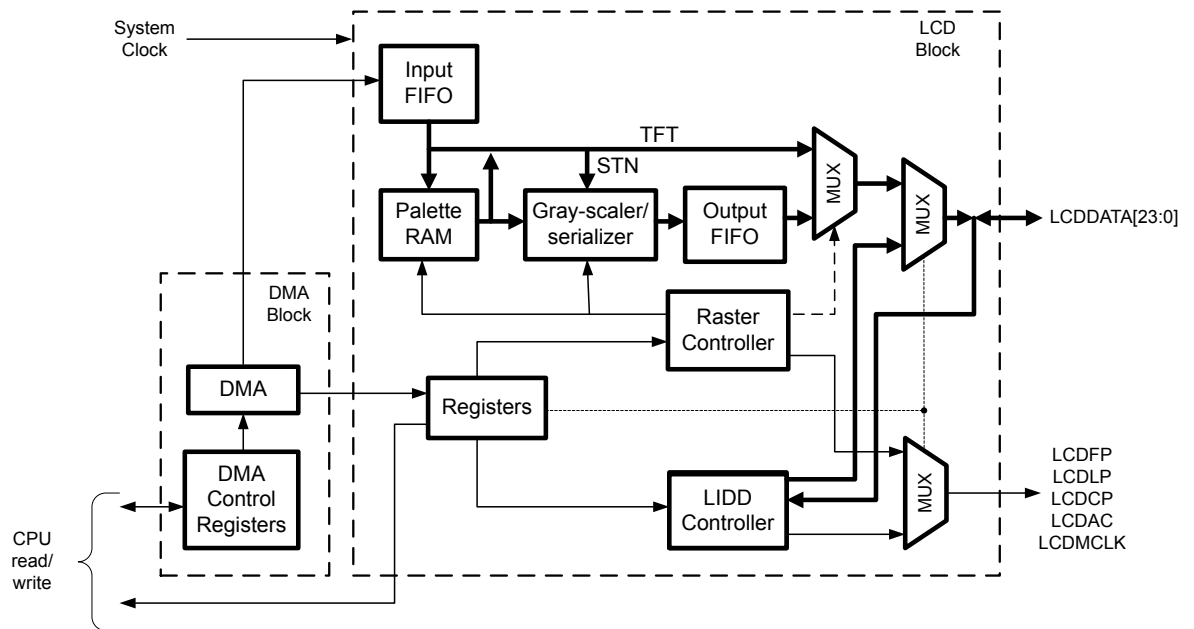 System
Clock
LCD
Block
Input
FIFO
TFT
STN
MUX
MUX
Palette
RAM
Gray-scaler/
serializer
Output
FIFO
LCDDATA[23:0]
DMA
Block
Raster
Controller
DMA
Registers
DMA
Control
Registers
LIDD
Controller
MUX
LCDFP
LCDLP
LCDCP
LCDAC
LCDMCLK
CPU
read/
write